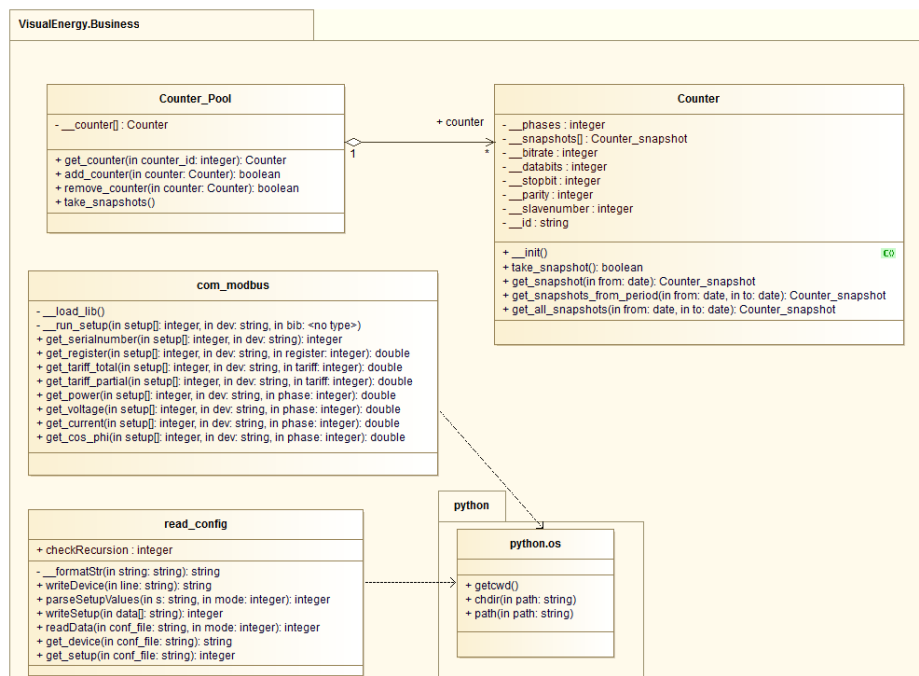 VisualEnergy.Business
Counter_Pool
- __counter[] : Counter
+ get_counter(in counter_id: integer): Counter
+ add_counter(in counter: Counter): boolean
+ remove_counter(in counter: Counter): boolean
+ take_snapshots()
+ counter
1
*
Counter
- __phases : integer
- __snapshots[] : Counter_snapshot
- __bitrate : integer
- __databits : integer
- __stopbit : integer
- __parity : integer
- __slavenumber : integer
- __id : string
+ __init()
C()
+ take_snapshot(): boolean
+ get_snapshot(in from: date): Counter_snapshot
+ get_snapshots_from_period(in from: date, in to: date): Counter_snapshot
+ get_all_snapshots(in from: date, in to: date): Counter_snapshot
com_modbus
- __load_lib()
- __run_setup(in setup[]: integer, in dev: string, in bib: <no type>)
+ get_serialnumber(in setup[]: integer, in dev: string): integer
+ get_register(in setup[]: integer, in dev: string, in register: integer): double
+ get_tariff_total(in setup[]: integer, in dev: string, in tariff: integer): double
+ get_tariff_partial(in setup[]: integer, in dev: string, in tariff: integer): double
+ get_power(in setup[]: integer, in dev: string, in phase: integer): double
+ get_voltage(in setup[]: integer, in dev: string, in phase: integer): double
+ get_current(in setup[]: integer, in dev: string, in phase: integer): double
+ get_cos_phi(in setup[]: integer, in dev: string, in phase: integer): double
read_config
+ checkRecursion : integer
- __formatStr(in string: string): string
+ writeDevice(in line: string): string
+ parseSetupValues(in s: string, in mode: integer): integer
+ writeSetup(in data[]: string): integer
+ readData(in conf_file: string, in mode: integer): integer
+ get_device(in conf_file: string): string
+ get_setup(in conf_file: string): integer
python
python.os
+ getcwd()
+ chdir(in path: string)
+ path(in path: string)